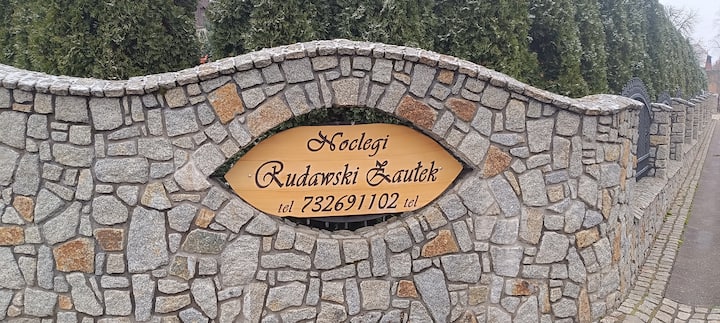 Noclegi
Rudawski Zaułek
tel 732691102 tel